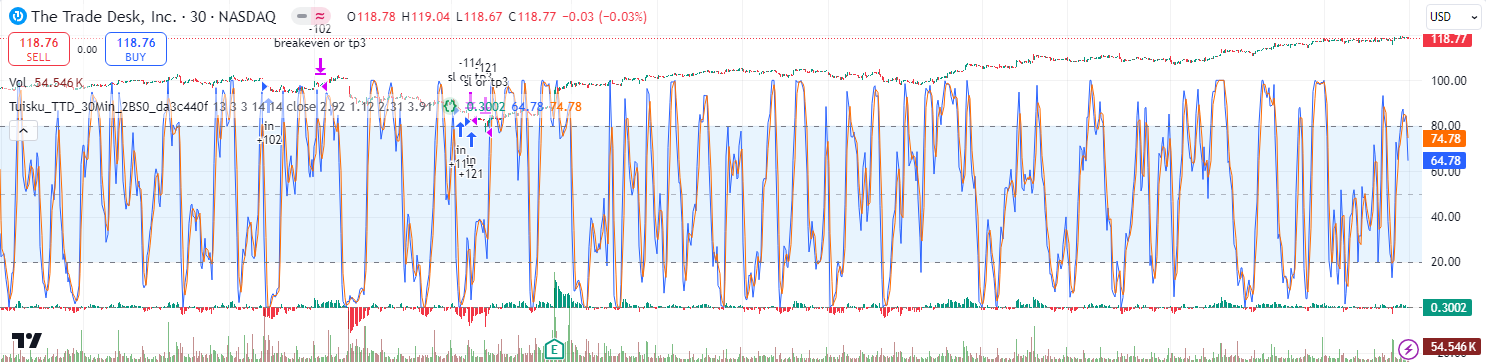 The Trade Desk, Inc. · 30 · NASDAQ O118.78 H119.04 L118.67 C118.77 −0.03 (−0.03%)
USD
-102
breakeven or tp3
118.76
SELL
0.00
118.76
BUY
118.77
-114
-121
sl or tp3
Vol 54.546 K
100.00
Tuisku_TTD_30Min_2BS0_da3c440f 13 3 3 14 14 close 2.92 1.12 2.31 3.91 0.3002 64.78 74.78
in
+102
80.00
74.78
in
in
+121
64.78
60.00
40.00
20.00
0.3002
E
54.546 K